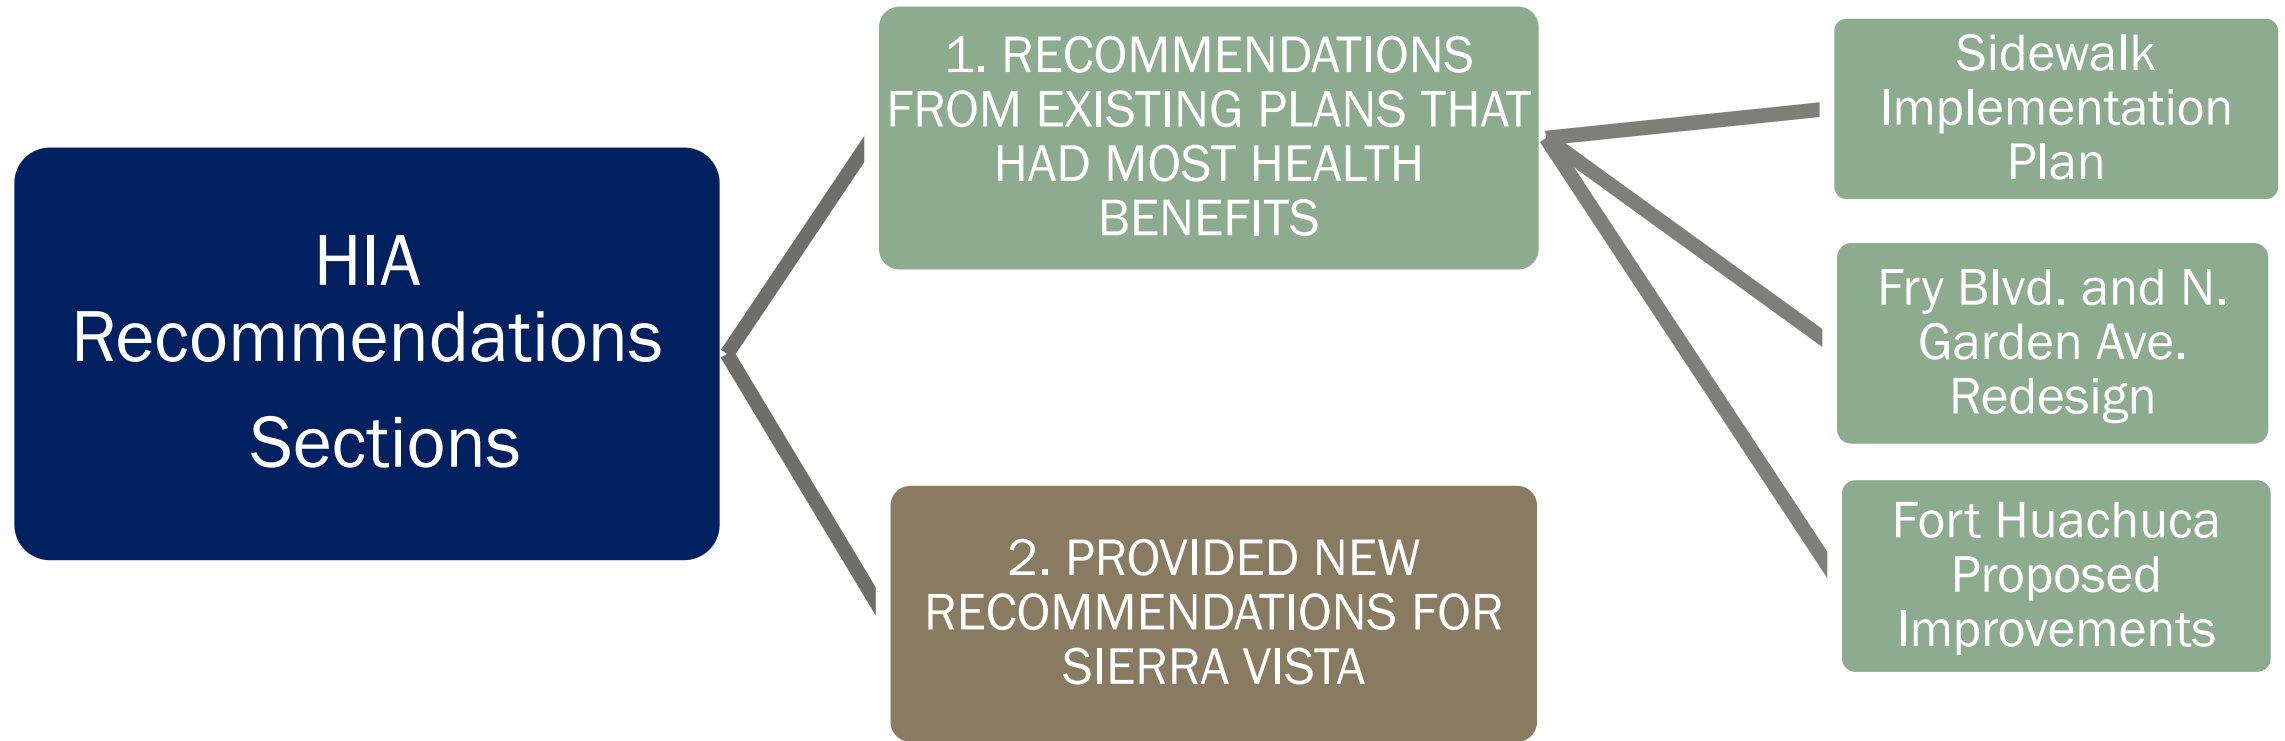 HIA
Recommendations
Sections
1. RECOMMENDATIONS
FROM EXISTING PLANS THAT
HAD MOST HEALTH
BENEFITS
2. PROVIDED NEW
RECOMMENDATIONS FOR
SIERRA VISTA
Sidewalk
Implementation
Plan
Fry Blvd. and N.
Garden Ave.
Redesign
Fort Huachuca
Proposed
Improvements